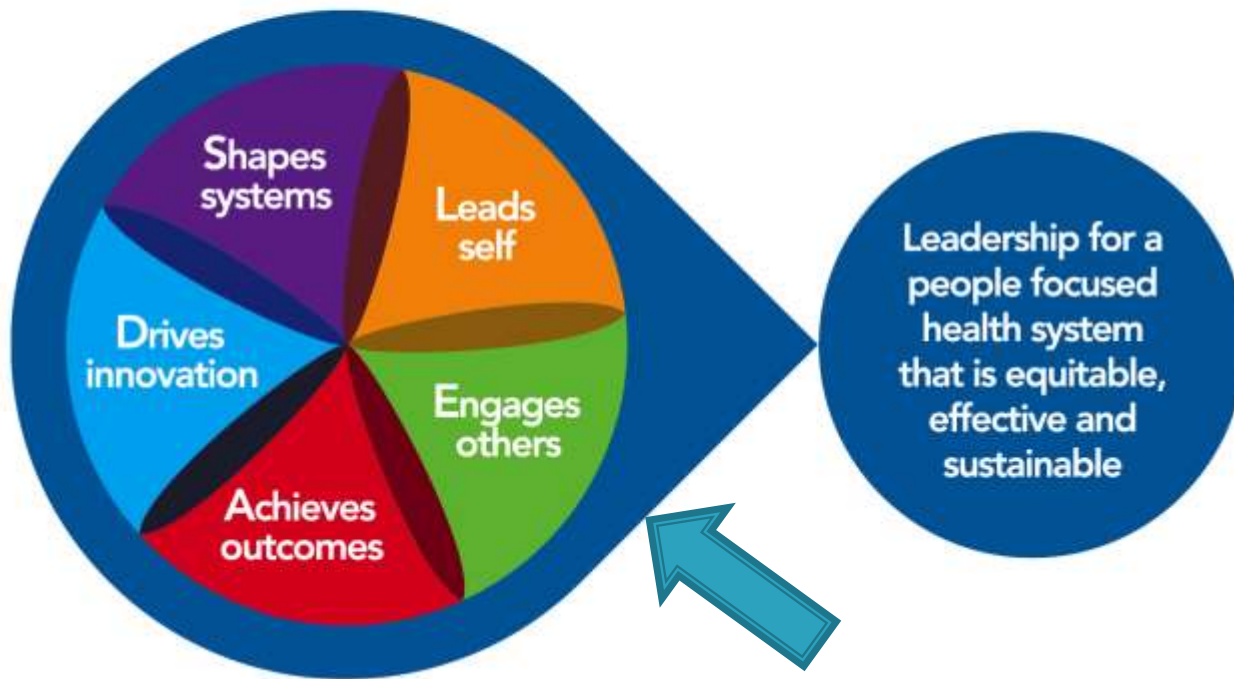 Shapes
systems
Leads
self
Engages
others
Achieves
outcomes
Drives
innovation
Leadership for a
people focused
health system
that is equitable,
effective and
sustainable